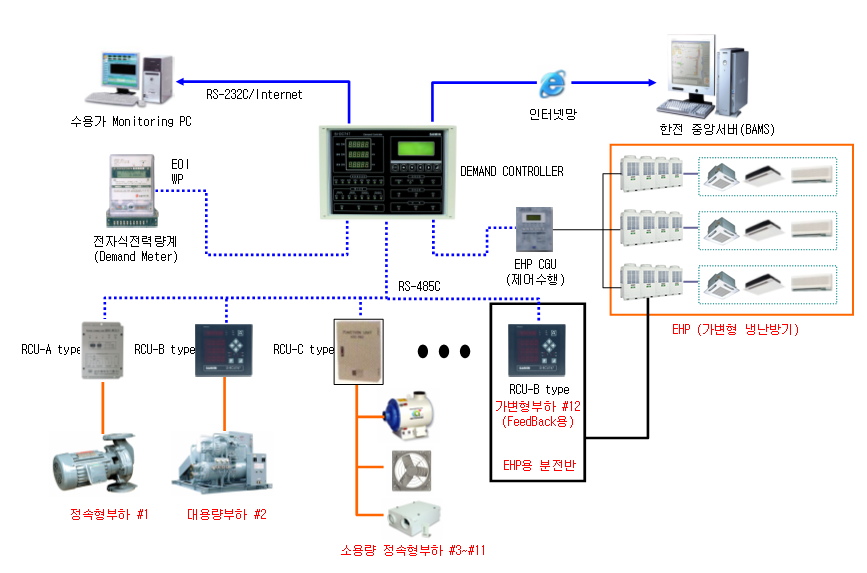 RS-232C/Internet
수용가 Monitoring PC
인터넷망
한전 중앙서버(BAMS)
EOI
WP
DEMAND CONTROLLER
전자식전력량계
(Demand Meter)
EHP CGU
(제어수행)
RS-485C
EHP (가변형 냉난방기)
RCU-A type
RCU-B type
RCU-C type
RCU-B type
가변형부하 #12
(FeedBack용)
EHP용 분전반
정속형부하 #1
대용량부하 #2
소용량 정속형부하 #3~#11